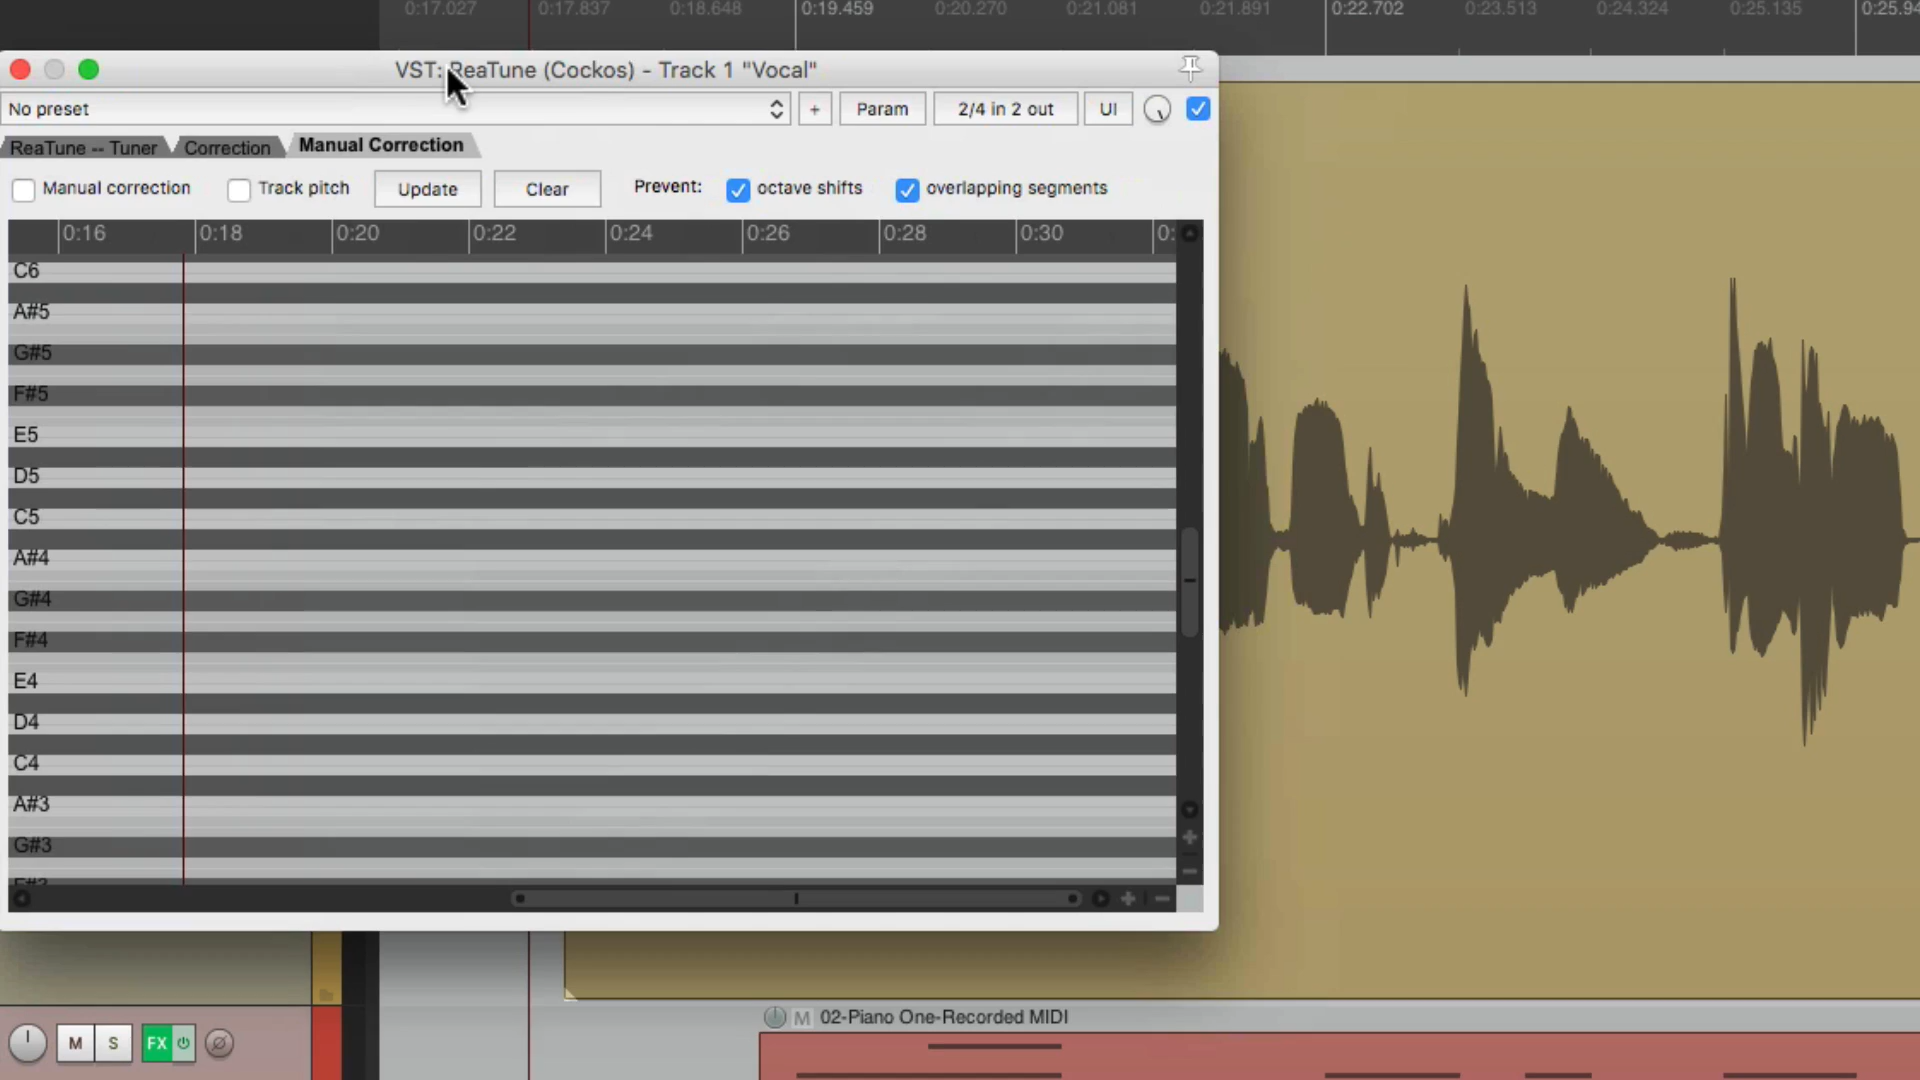 0:17.027 0:17.837 0:18.648 0:19.459 0:20.270 0:21.081 0:21.891 0:22.702 0:23.513 0:24.324 0:25.135 0:25.94
VST: ReaTune (Cockos) - Track 1 "Vocal"
No preset + Param 2/4 in 2 out UI
ReaTune -- Tuner Correction Manual Correction
Manual correction Track pitch Update Clear Prevent: octave shifts overlapping segments
0:16 0:18 0:20 0:22 0:24 0:26 0:28 0:30 0:
C6
A#5
G#5
F#5
E5
D5
C5
A#4
G#4
F#4
E4
D4
C4
A#3
G#3
M 02-Piano One-Recorded MIDI
M S FX